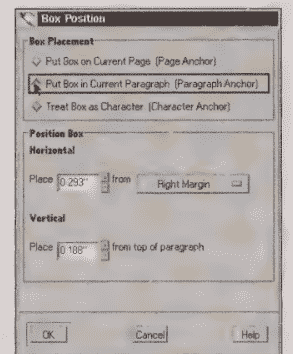 Box Position
Box Placement
Put Box on Current Page (Page Anchor)
Put Box in Current Paragraph (Paragraph Anchor)
Treat Box as Character (Character Anchor)
Position Box
Horizontal
Place 0.293" from Right Margin
Vertical
Place 0.188" from top of paragraph
OK Cancel Help